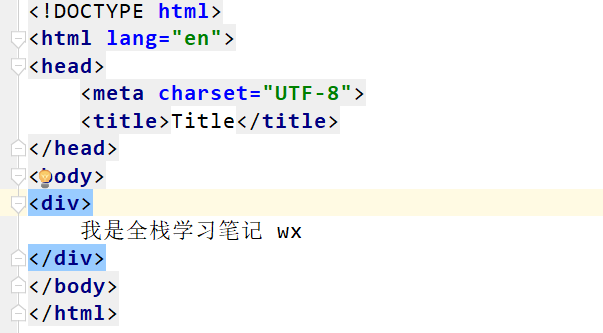 <!DOCTYPE html>
<html lang="en">
<head>
    <meta charset="UTF-8">
    <title>Title</title>
</head>
<body>
<div>
    我是全栈学习笔记 wx
</div>
</body>
</html>